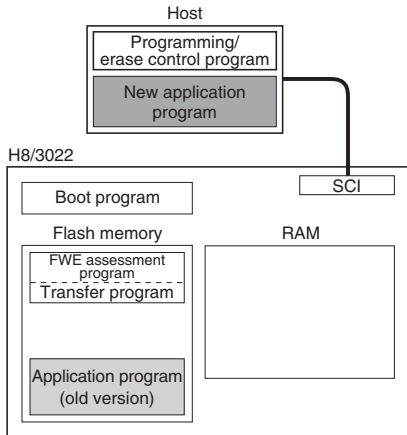 Host
Programming/
erase control program
New application
program
H8/3022
SCI
Boot program
Flash memory
RAM
FWE assessment
program
Transfer program
Application program
(old version)